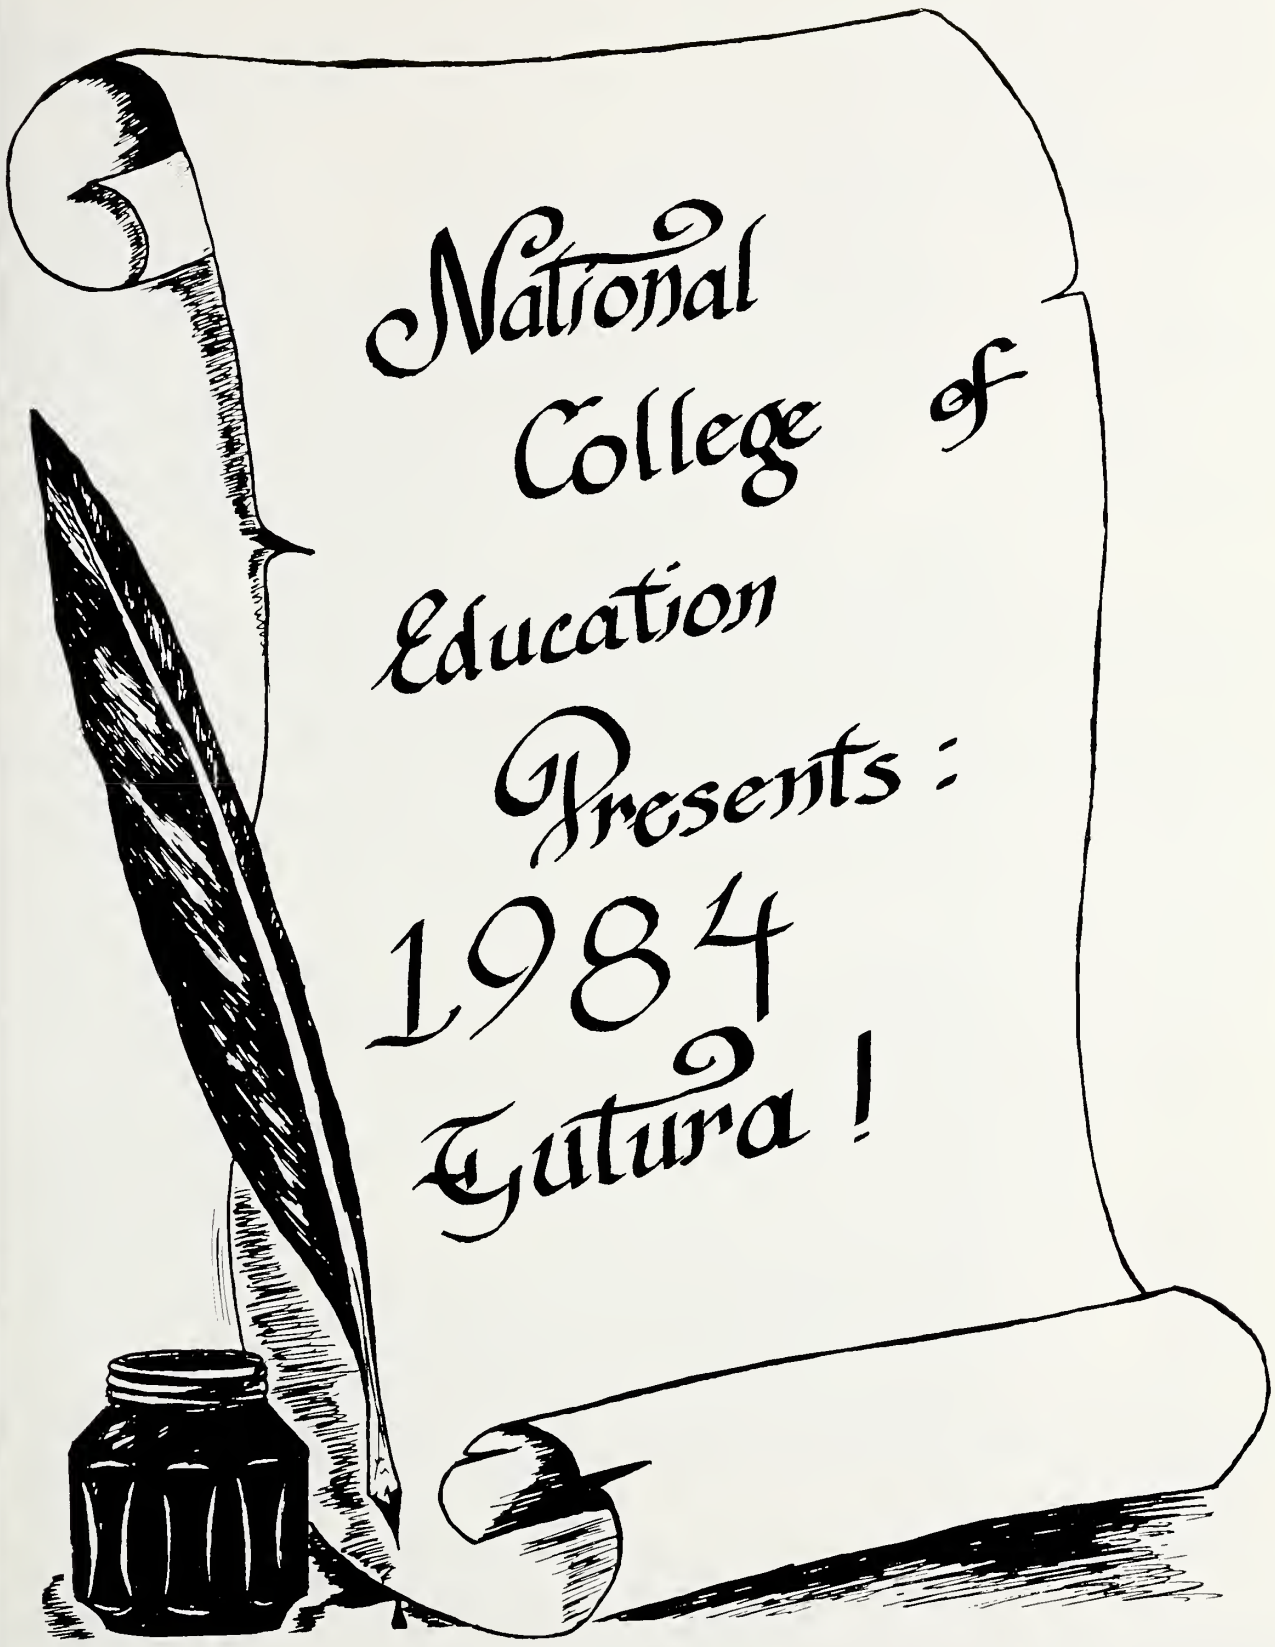 National
College of
Education
Presents :
1984
Futura !